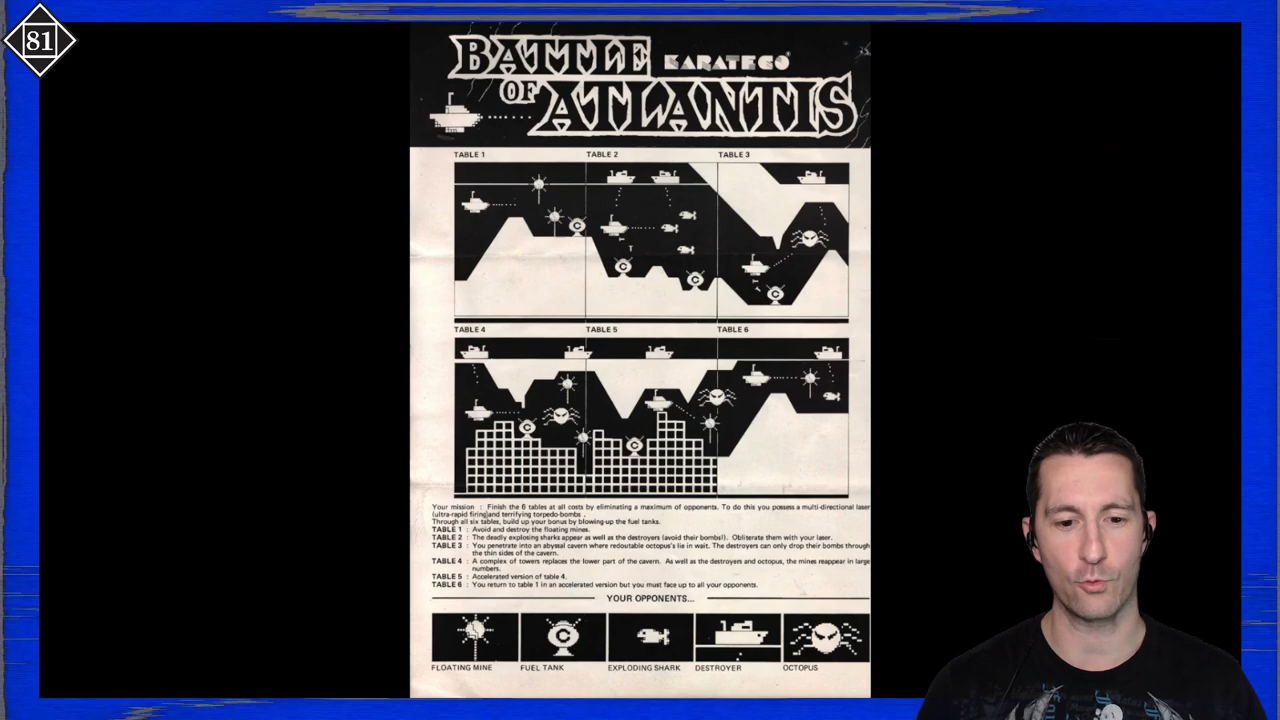 81
BATTLE KARATECO
OF ATLANTIS
TABLE 1 TABLE 2 TABLE 3
C
C
C
C
TABLE 4 TABLE 5 TABLE 6
C
C
Your mission : Finish the 6 tables at all costs by eliminating a maximum of opponents. To do this you possess a multi-directional laser
(ultra-rapid firing)and terrifying torpedo-bombs .
Through all six tables, build up your bonus by blowing-up the fuel tanks.
TABLE 1 : Avoid and destroy the floating mines.
TABLE 2 : The deadly exploding sharks appear as well as the destroyers (avoid their bombs!). Obliterate them with your laser.
TABLE 3 : You penetrate into an abyssal cavern where redoutable octopus's lie in wait. The destroyers can only drop their bombs through
the thin sides of the cavern.
TABLE 4 : A complex of towers replaces the lower part of the cavern. As well as the destroyers and octopus, the mines reappear in large
numbers.
TABLE 5 : Accelerated version of table 4.
TABLE 6 : You return to table 1 in an accelerated version but you must face up to all your opponents.
YOUR OPPONENTS...
C
FLOATING MINE FUEL TANK EXPLODING SHARK DESTROYER OCTOPUS